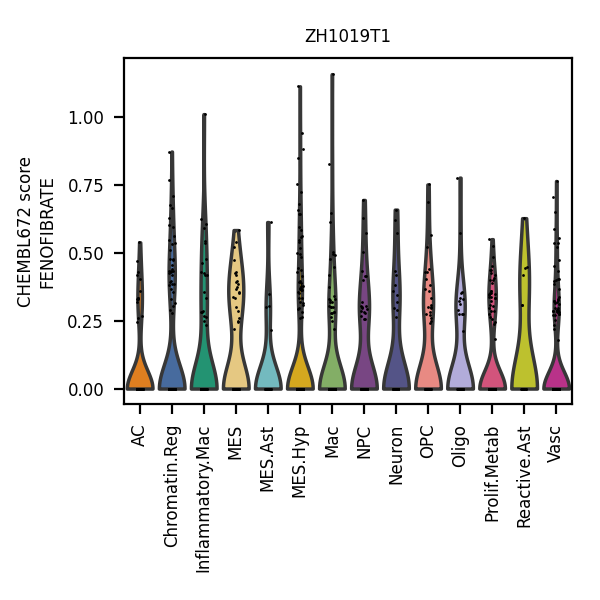 ZH1019T1
CHEMBL672 score
FENOFIBRATE
1.00
0.75
0.50
0.25
0.00
AC
Chromatin.Reg
Inflammatory.Mac
MES
MES.Ast
MES.Hyp
Mac
NPC
Neuron
OPC
Oligo
Prolif.Metab
Reactive.Ast
Vasc